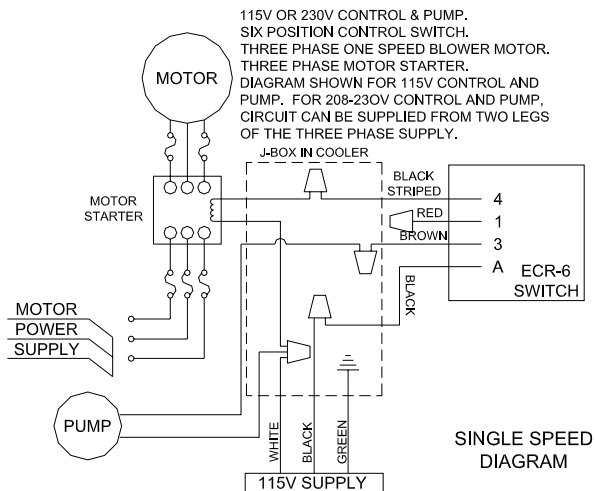 115V OR 230V CONTROL & PUMP.
SIX POSITION CONTROL SWITCH.
THREE PHASE ONE SPEED BLOWER MOTOR.
THREE PHASE MOTOR STARTER.
DIAGRAM SHOWN FOR 115V CONTROL AND
PUMP. FOR 208-23OV CONTROL AND PUMP,
CIRCUIT CAN BE SUPPLIED FROM TWO LEGS
OF THE THREE PHASE SUPPLY.
MOTOR
J-BOX IN COOLER
MOTOR
STARTER
BLACK
STRIPED
4
RED
1
BROWN
3
A
ECR-6
SWITCH
BLACK
MOTOR
POWER
SUPPLY
PUMP
WHITE
BLACK
GREEN
115V SUPPLY
SINGLE SPEED
DIAGRAM